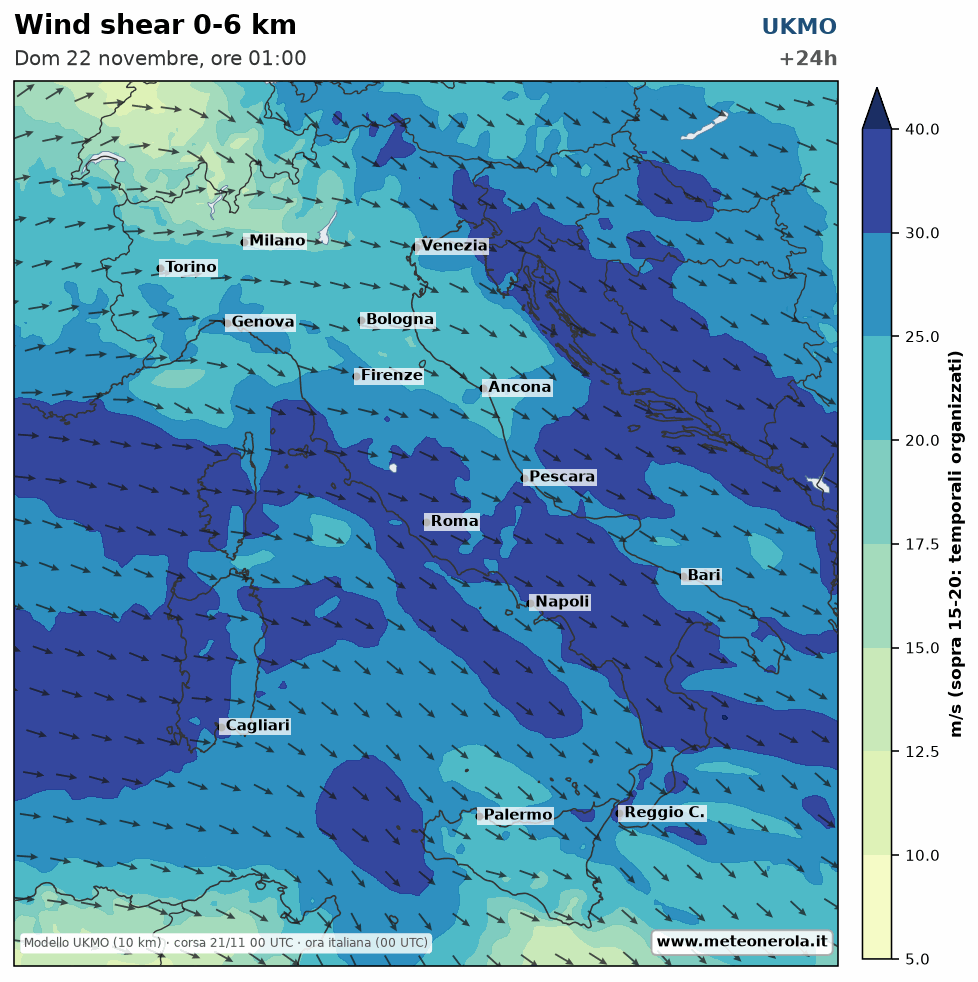 Wind shear 0-6 km
UKMO
Dom 22 novembre, ore 01:00
+24h
40.0
30.0
25.0
20.0
17.5
15.0
12.5
10.0
5.0
m/s (sopra 15-20: temporali organizzati)
Milano
Venezia
Torino
Genova
Bologna
Firenze
Ancona
Pescara
Roma
Bari
Napoli
Cagliari
Palermo
Reggio C.
Modello UKMO (10 km) · corsa 21/11 00 UTC · ora italiana (00 UTC)
www.meteonerola.it